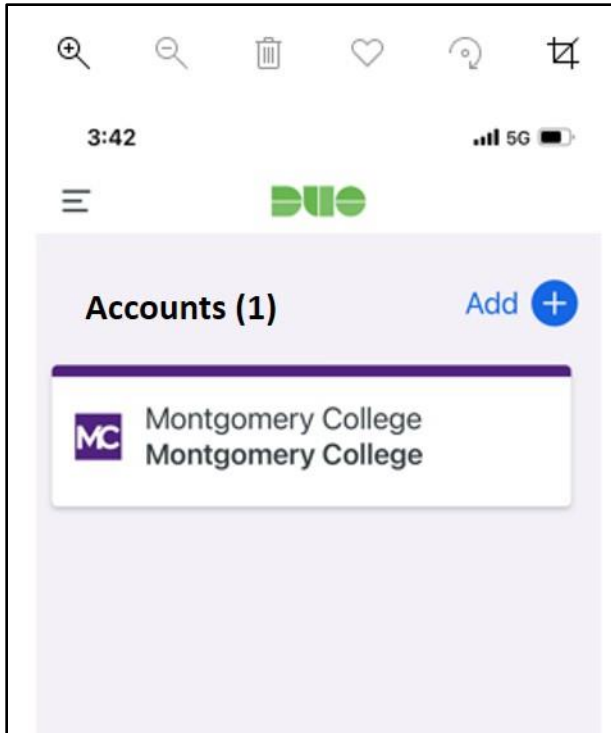 3:42 5G
DUO
Accounts (1) Add
MC Montgomery College
Montgomery College